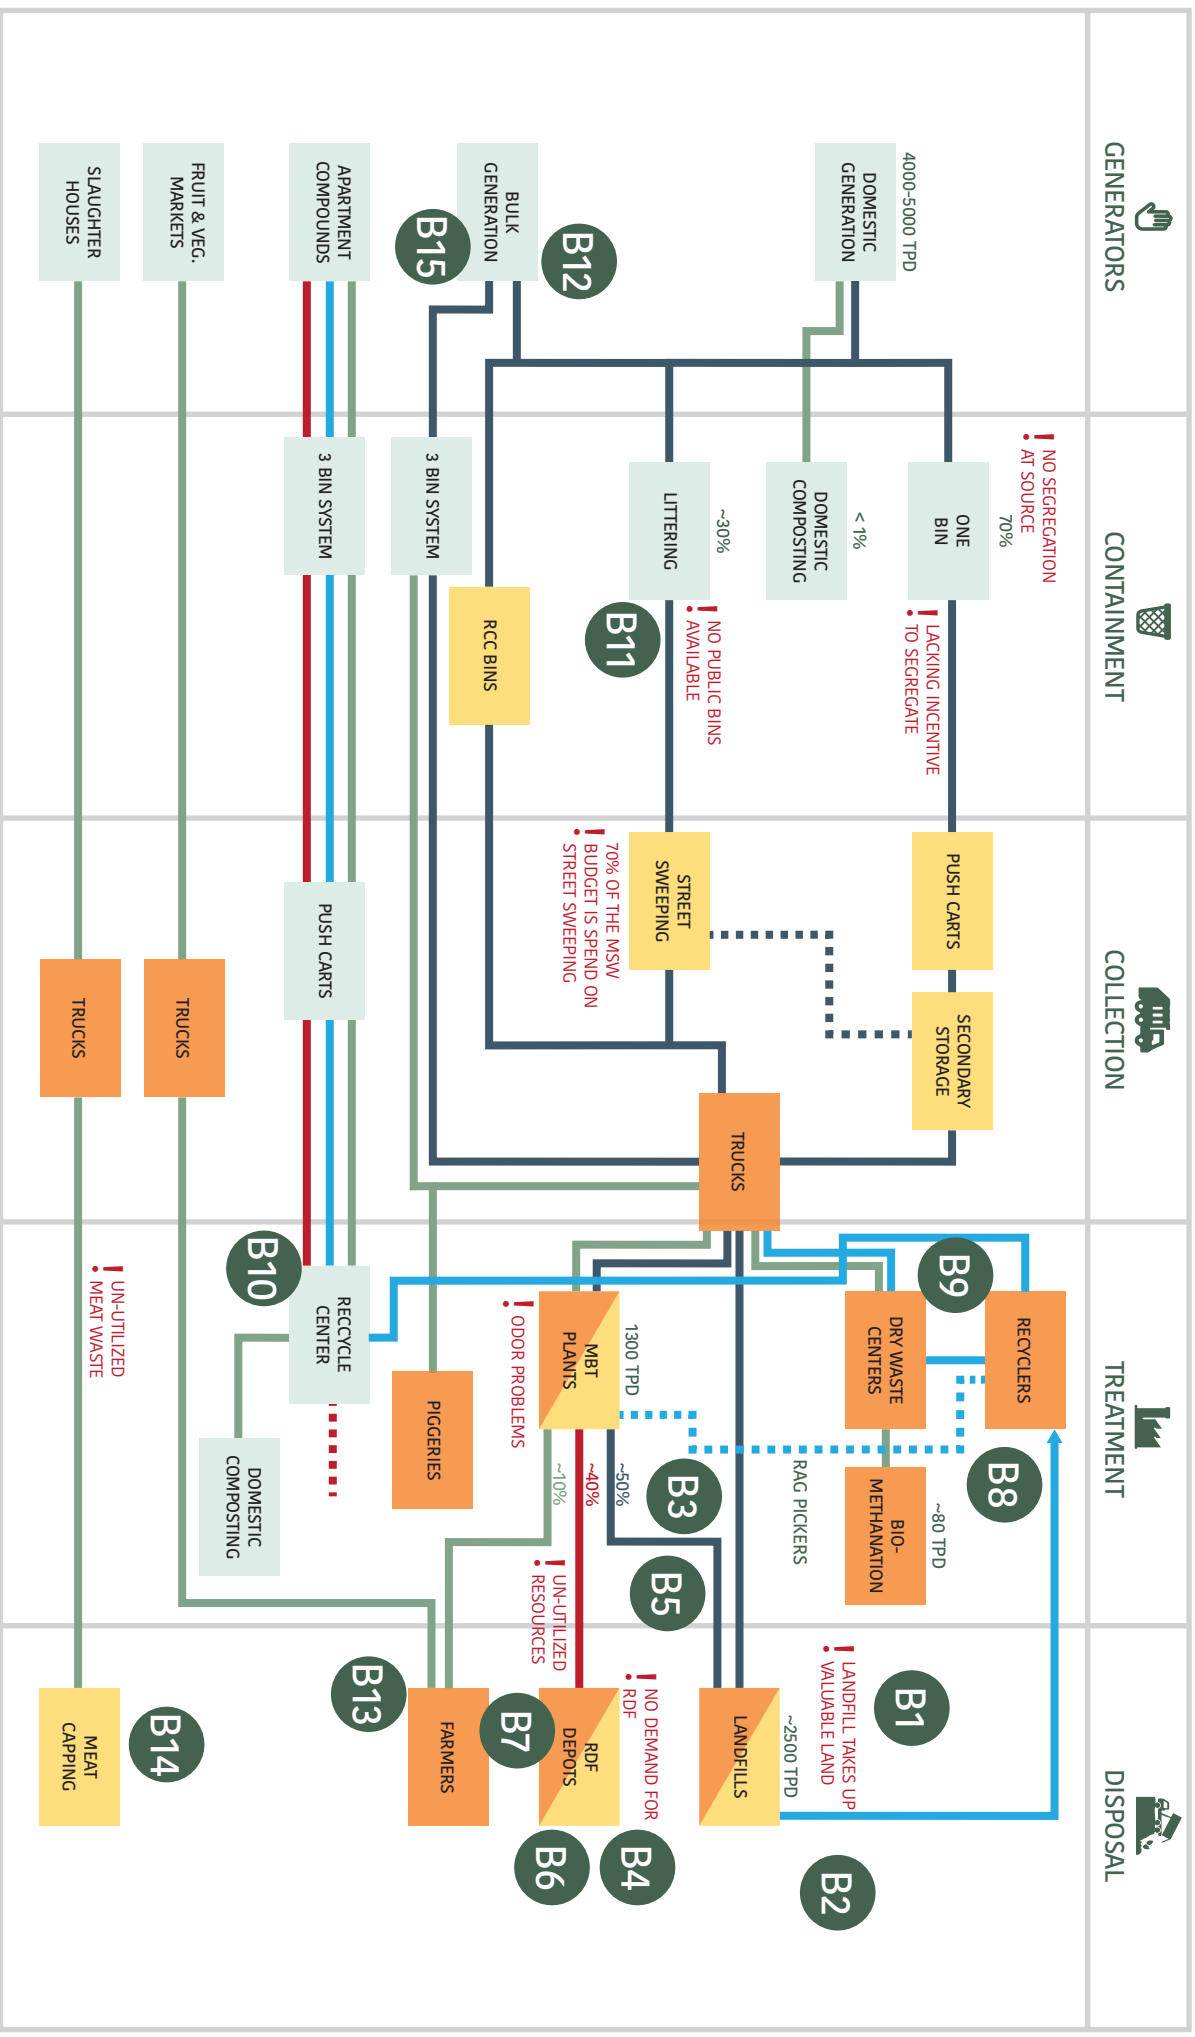 GENERATORS
CONTAINMENT
COLLECTION
TREATMENT
DISPOSAL
4000-5000 TPD
DOMESTIC
GENERATION
B12
BULK
GENERATION
B15
APARTMENT
COMPOUNDS
FRUIT & VEG.
MARKETS
SLAUGHTER
HOUSES
! NO SEGREGATION
AT SOURCE
70%
ONE
BIN
! LACKING INCENTIVE
TO SEGREGATE
< 1%
DOMESTIC
COMPOSTING
~30%
LITTERING
! NO PUBLIC BINS
AVAILABLE
B11
RCC BINS
3 BIN SYSTEM
3 BIN SYSTEM
PUSH CARTS
SECONDARY
STORAGE
STREET
SWEEPING
! 70% OF THE MSW
BUDGET IS SPEND ON
STREET SWEEPING
TRUCKS
PUSH CARTS
TRUCKS
TRUCKS
RECYCLERS
B9
B8
DRY WASTE
CENTERS
~80 TPD
BIO-
METHANATION
RAG PICKERS
1300 TPD
MBT
PLANTS
! ODOR PROBLEMS
B3
~50%
~40%
~10%
B5
PIGGERIES
B10
RECCYCLE
CENTER
DOMESTIC
COMPOSTING
! UN-UTILIZED
MEAT WASTE
! UN-UTILIZED
RESOURCES
B1
! LANDFILL TAKES UP
VALUABLE LAND
~2500 TPD
LANDFILLS
B2
! NO DEMAND FOR
RDF
RDF
DEPOTS
B7
B4
B6
FARMERS
B13
B14
MEAT
CAPPING